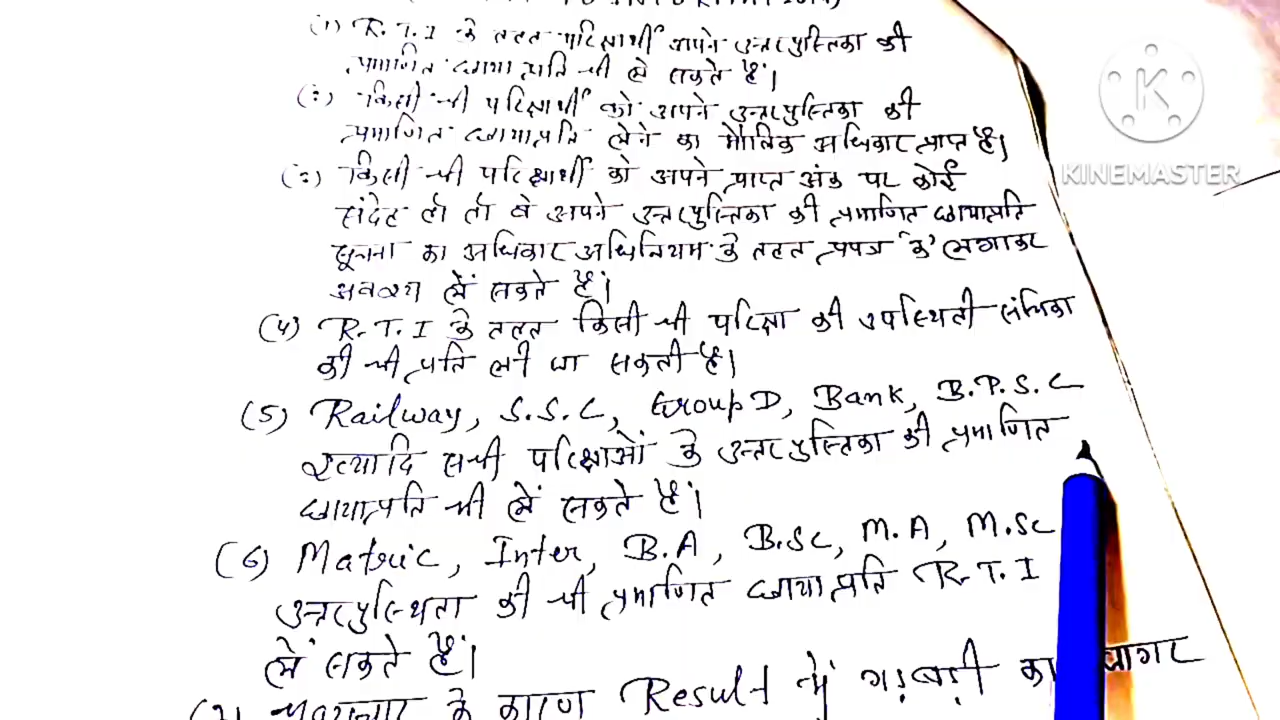 (1) R.T.I के तहत परिक्षार्थी अपने उत्तरपुस्तिका की
प्रमाणित छायाप्रति भी ले सकते हैं।
(२) किसी भी परिक्षार्थी को अपने उत्तरपुस्तिका की
प्रमाणित छायाप्रति लेने का मौलिक अधिकार प्राप्त है।
(३) किसी भी परिक्षार्थी को अपने प्राप्त अंक पर कोई
संदेह हो तो वे अपने उत्तरपुस्तिका की प्रमाणित छायाप्रति
सूचना का अधिकार अधिनियम के तहत प्रपत्र "क" लगाकर
अवश्य लें सकते हैं।
(4) R.T.I के तहत किसी भी परिक्षा की उपस्थिती संचिका
की भी प्रति ली जा सकती है।
(5) Railway, S.S.C, Group D, Bank, B.P.S.C
इत्यादि सभी परिक्षाओं के उत्तरपुस्तिका की प्रमाणित
छायाप्रति भी लें सकते हैं।
(6) Matric, Inter, B.A, B.Sc, M.A, M.Sc
उत्तरपुस्थिता की भी प्रमाणित छायाप्रति R.T.I
लें सकते हैं।
के कारण Result में गड़बड़ी का
K
KINEMASTER